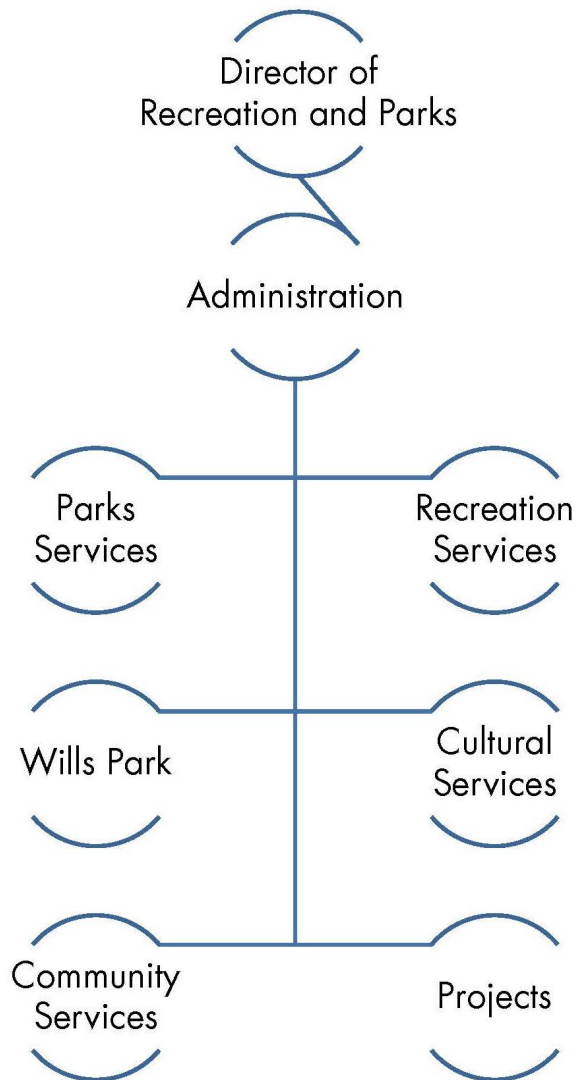 Director of
Recreation and Parks
Administration
Parks
Services
Recreation
Services
Wills Park
Cultural
Services
Community
Services
Projects